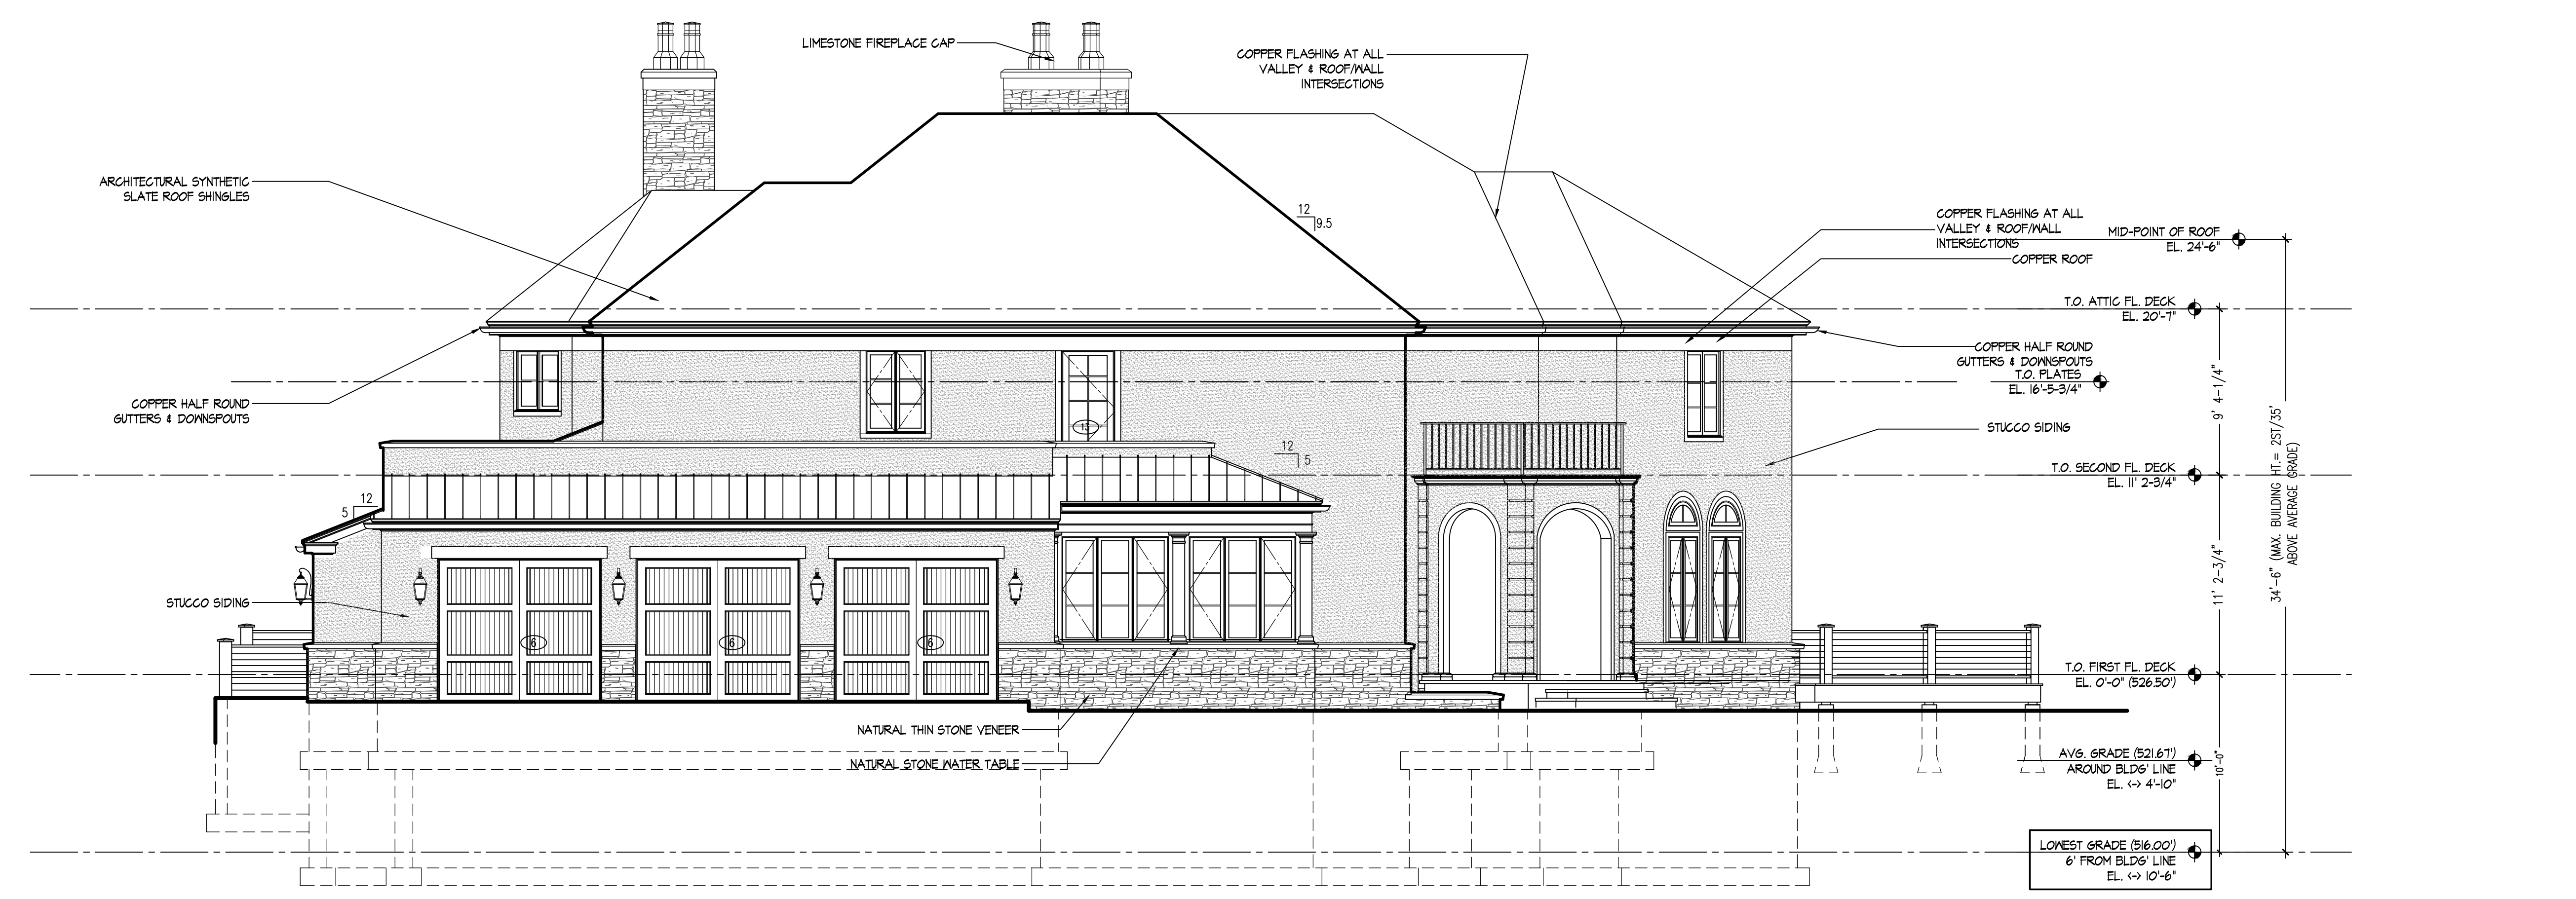 LIMESTONE FIREPLACE CAP
COPPER FLASHING AT ALL
VALLEY & ROOF/WALL
INTERSECTIONS
ARCHITECTURAL SYNTHETIC
SLATE ROOF SHINGLES
12
9.5
COPPER FLASHING AT ALL
VALLEY & ROOF/WALL
INTERSECTIONS
MID-POINT OF ROOF
EL. 24'-6"
COPPER ROOF
T.O. ATTIC FL. DECK
EL. 20'-7"
COPPER HALF ROUND
GUTTERS & DOWNSPOUTS
T.O. PLATES
EL. 16'-5-3/4"
9' 4-1/4"
COPPER HALF ROUND
GUTTERS & DOWNSPOUTS
13
STUCCO SIDING
12
5
T.O. SECOND FL. DECK
EL. 11' 2-3/4"
34'-6" (MAX. BUILDING HT.= 2ST/35'
ABOVE AVERAGE GRADE)
12
5
11' 2-3/4"
STUCCO SIDING
6
6
6
T.O. FIRST FL. DECK
EL. 0'-0" (526.50')
NATURAL THIN STONE VENEER
NATURAL STONE WATER TABLE
AVG. GRADE (521.67')
AROUND BLDG' LINE
EL. <-> 4'-10"
10'-0"
LOWEST GRADE (516.00')
6' FROM BLDG' LINE
EL. <-> 10'-6"